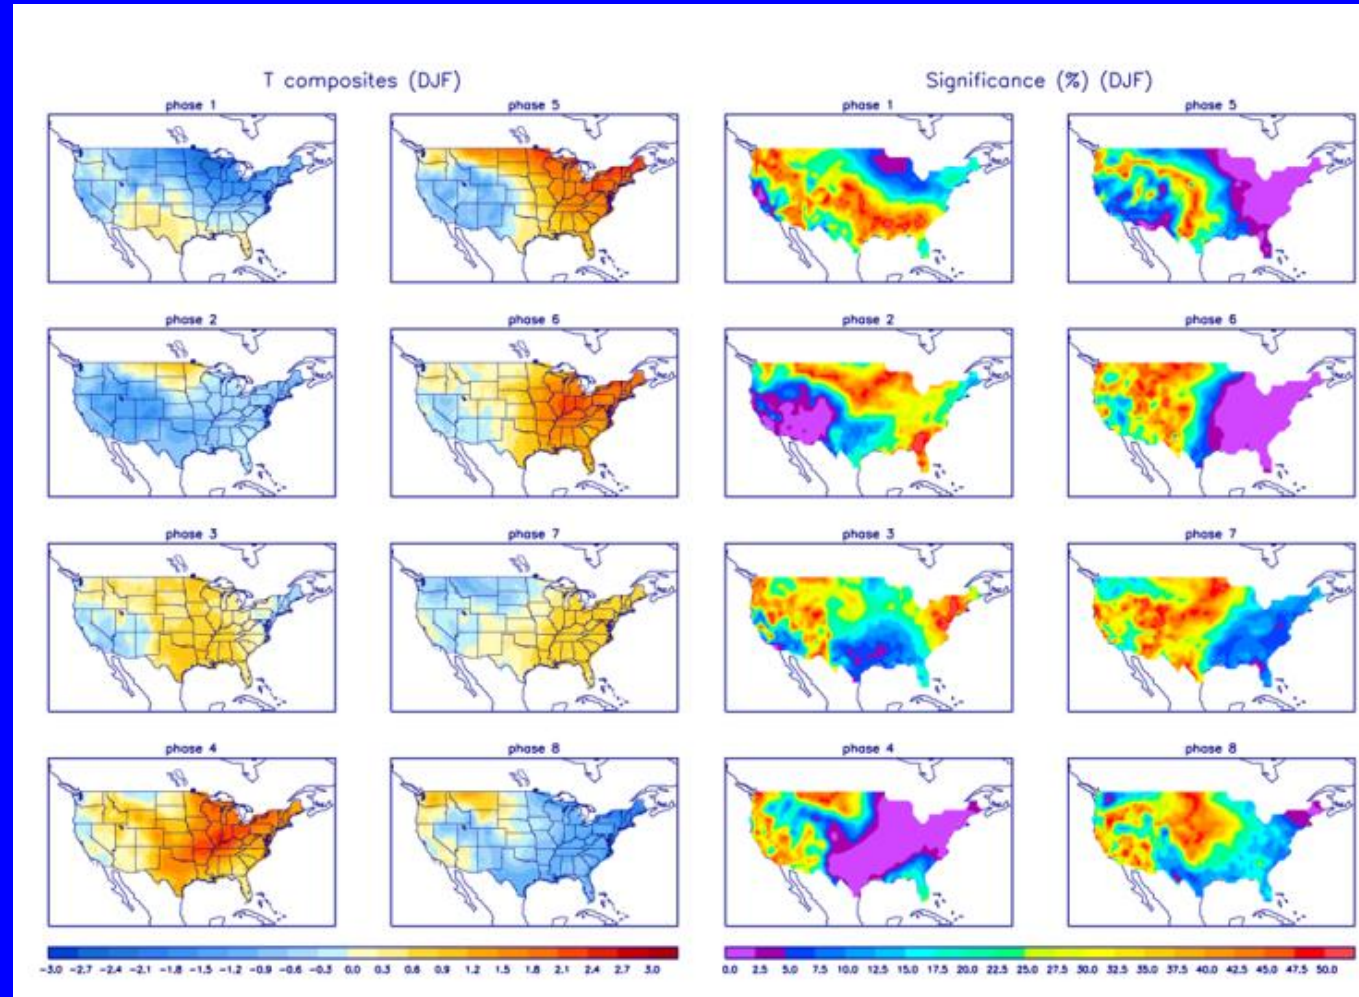 T composites (DJF) Significance (%) (DJF)
phase 1 phase 5 phase 1 phase 5
phase 2 phase 6 phase 2 phase 6
phase 3 phase 7 phase 3 phase 7
phase 4 phase 8 phase 4 phase 8
-3.0 -2.7 -2.4 -2.1 -1.8 -1.5 -1.2 -0.9 -0.6 -0.3 0.0 0.3 0.6 0.9 1.2 1.5 1.8 2.1 2.4 2.7 3.0 0.0 2.5 5.0 7.5 10.0 12.5 15.0 17.5 20.0 22.5 25.0 27.5 30.0 32.5 35.0 37.5 40.0 42.5 45.0 47.5 50.0